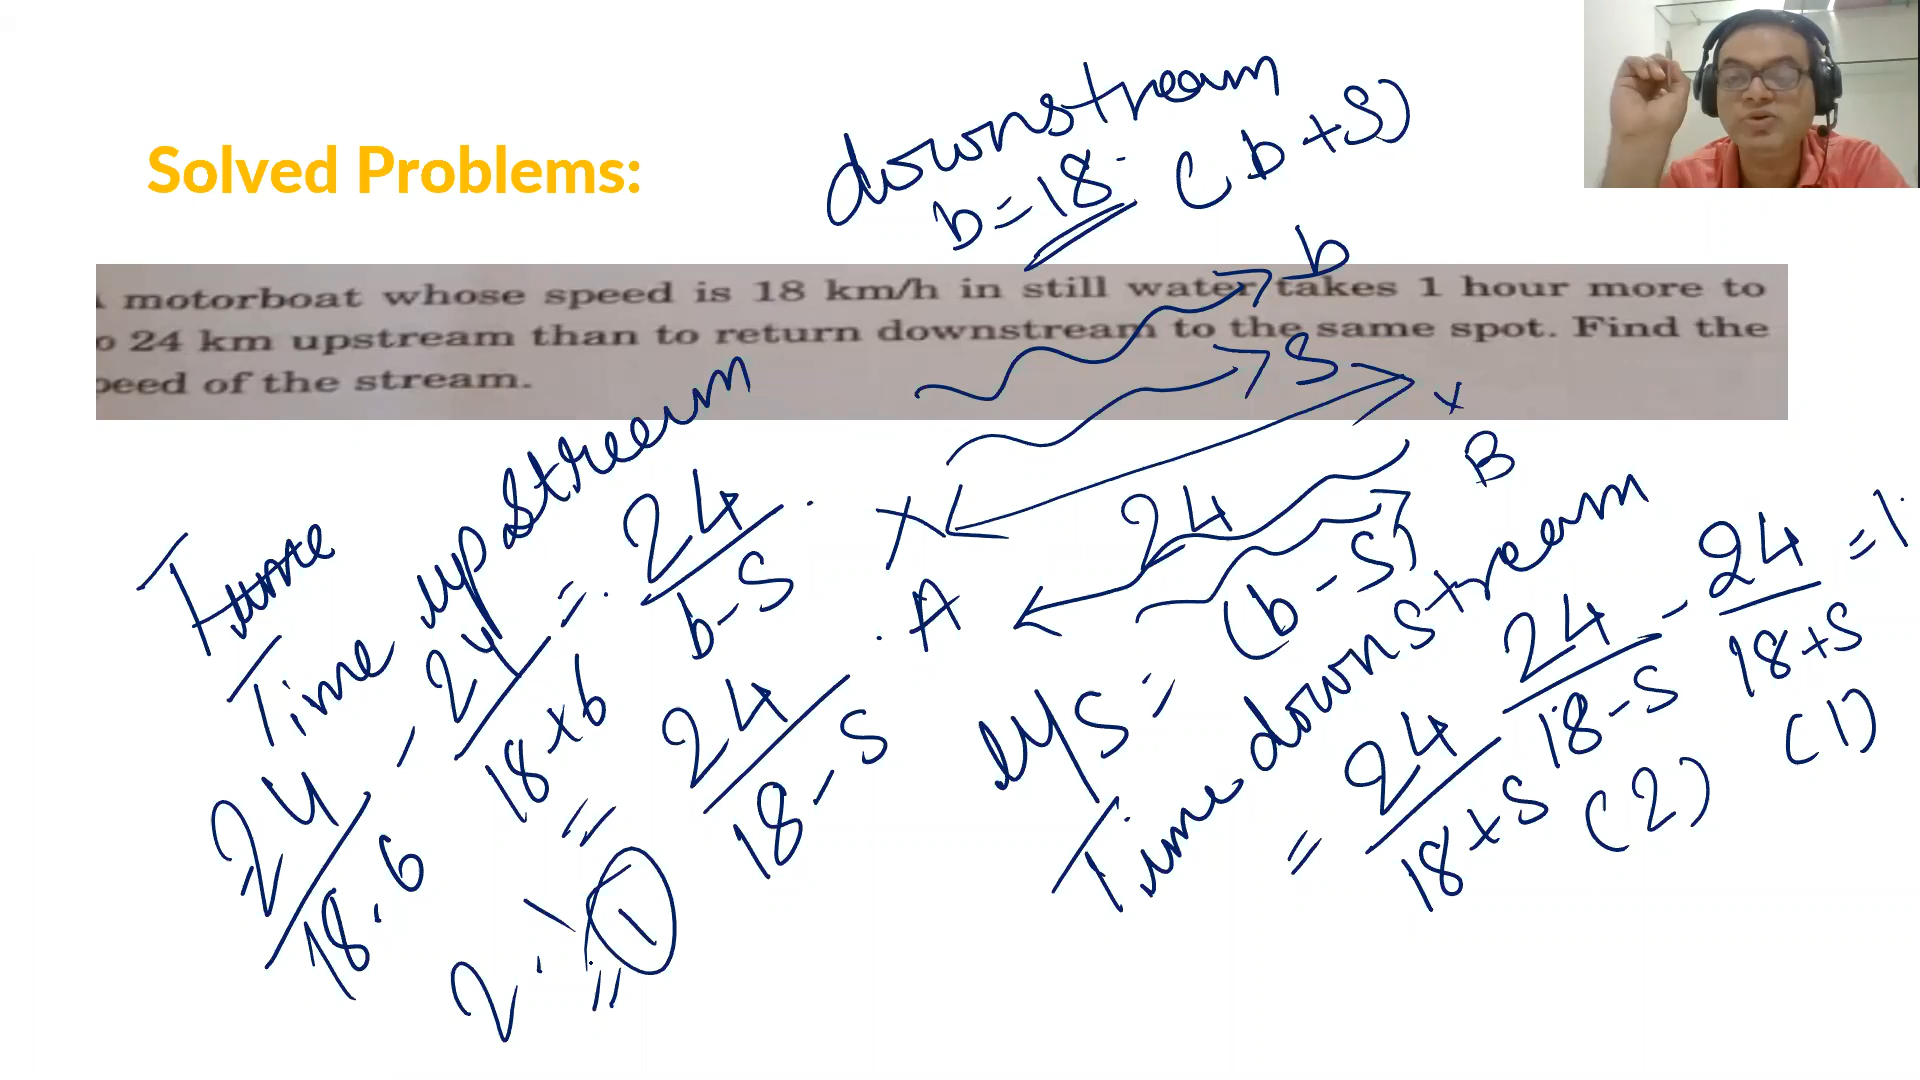 Solved Problems:
downstream
b = 18 (b+S)
b
motorboat whose speed is 18 km/h in still water takes 1 hour more to
o 24 km upstream than to return downstream to the same spot. Find the
peed of the stream.
S
x
B
24
X
A
(b-S)
u/s =
Time
Time upstream = 24/b-S
= 24/18-S
Time downstream
= 24/18+S
24/18-S - 24/18+S = 1
(2) (1)
24/18-6 - 24/18+6
2 - 1 = 1